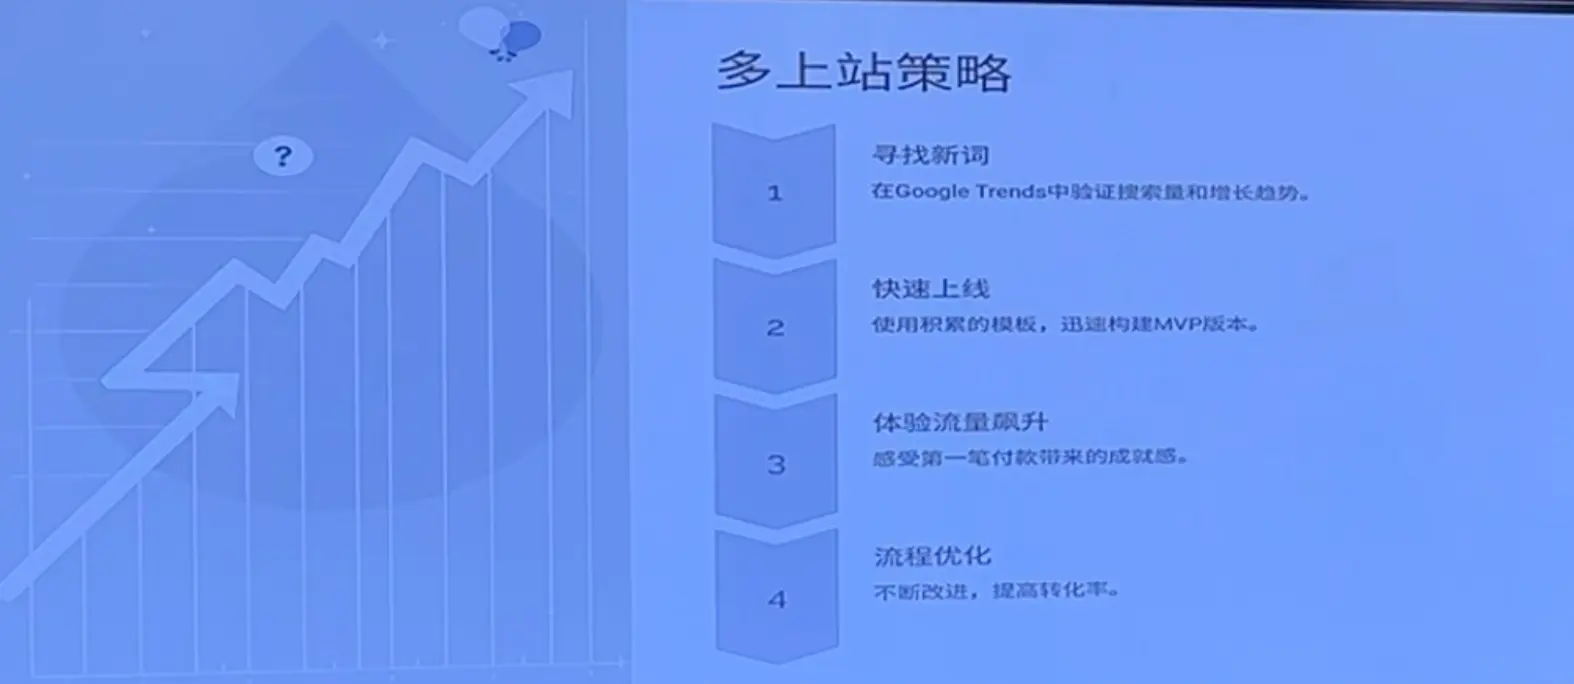 多上站策略
?
1
寻找新词
在Google Trends中验证搜索量和增长趋势。
2
快速上线
使用积累的模板，迅速构建MVP版本。
3
体验流量飙升
感受第一笔付款带来的成就感。
4
流程优化
不断改进，提高转化率。